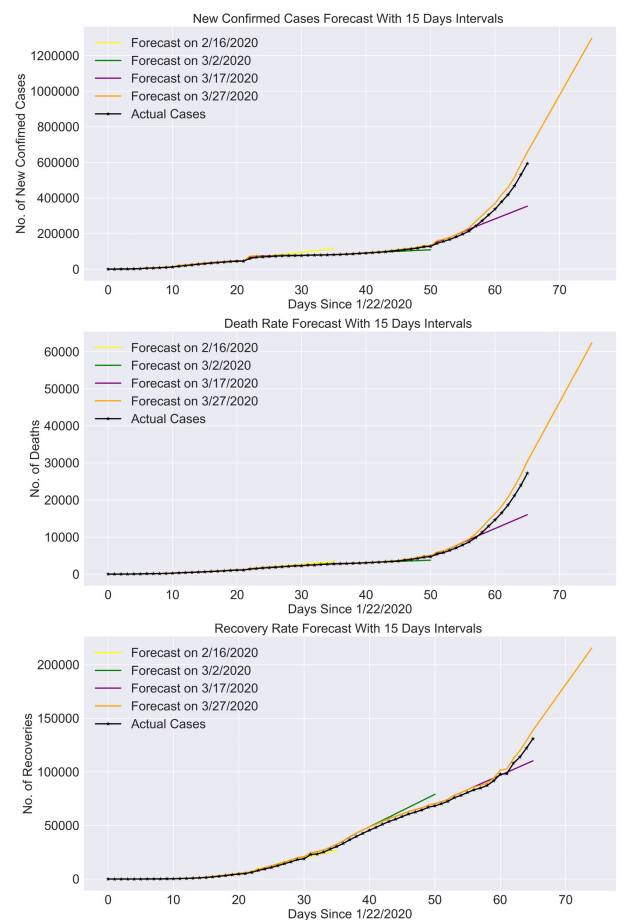 New Confirmed Cases Forecast With 15 Days Intervals
No. of New Confimed Cases
1200000
1000000
800000
600000
400000
200000
0
Forecast on 2/16/2020
Forecast on 3/2/2020
Forecast on 3/17/2020
Forecast on 3/27/2020
Actual Cases
0 10 20 30 40 50 60 70
Days Since 1/22/2020
Death Rate Forecast With 15 Days Intervals
No. of Deaths
60000
50000
40000
30000
20000
10000
0
Forecast on 2/16/2020
Forecast on 3/2/2020
Forecast on 3/17/2020
Forecast on 3/27/2020
Actual Cases
0 10 20 30 40 50 60 70
Days Since 1/22/2020
Recovery Rate Forecast With 15 Days Intervals
No. of Recoveries
200000
150000
100000
50000
0
Forecast on 2/16/2020
Forecast on 3/2/2020
Forecast on 3/17/2020
Forecast on 3/27/2020
Actual Cases
0 10 20 30 40 50 60 70
Days Since 1/22/2020